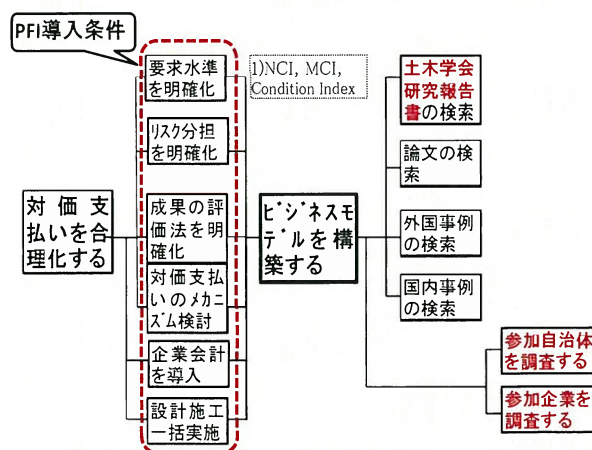 PFI導入条件
要求水準
を明確化
1)NCI, MCI,
Condition Index
土木学会
研究報告
書の検索
リスク分担
を明確化
論文の検
索
対価支
払いを合
理化する
成果の評
価法を明
確化
ビジネスモ
デルを構
築する
外国事例
の検索
対価支払
いのメカニ
ズム検討
国内事例
の検索
企業会計
を導入
参加自治体
を調査する
設計施工
一括実施
参加企業を
調査する